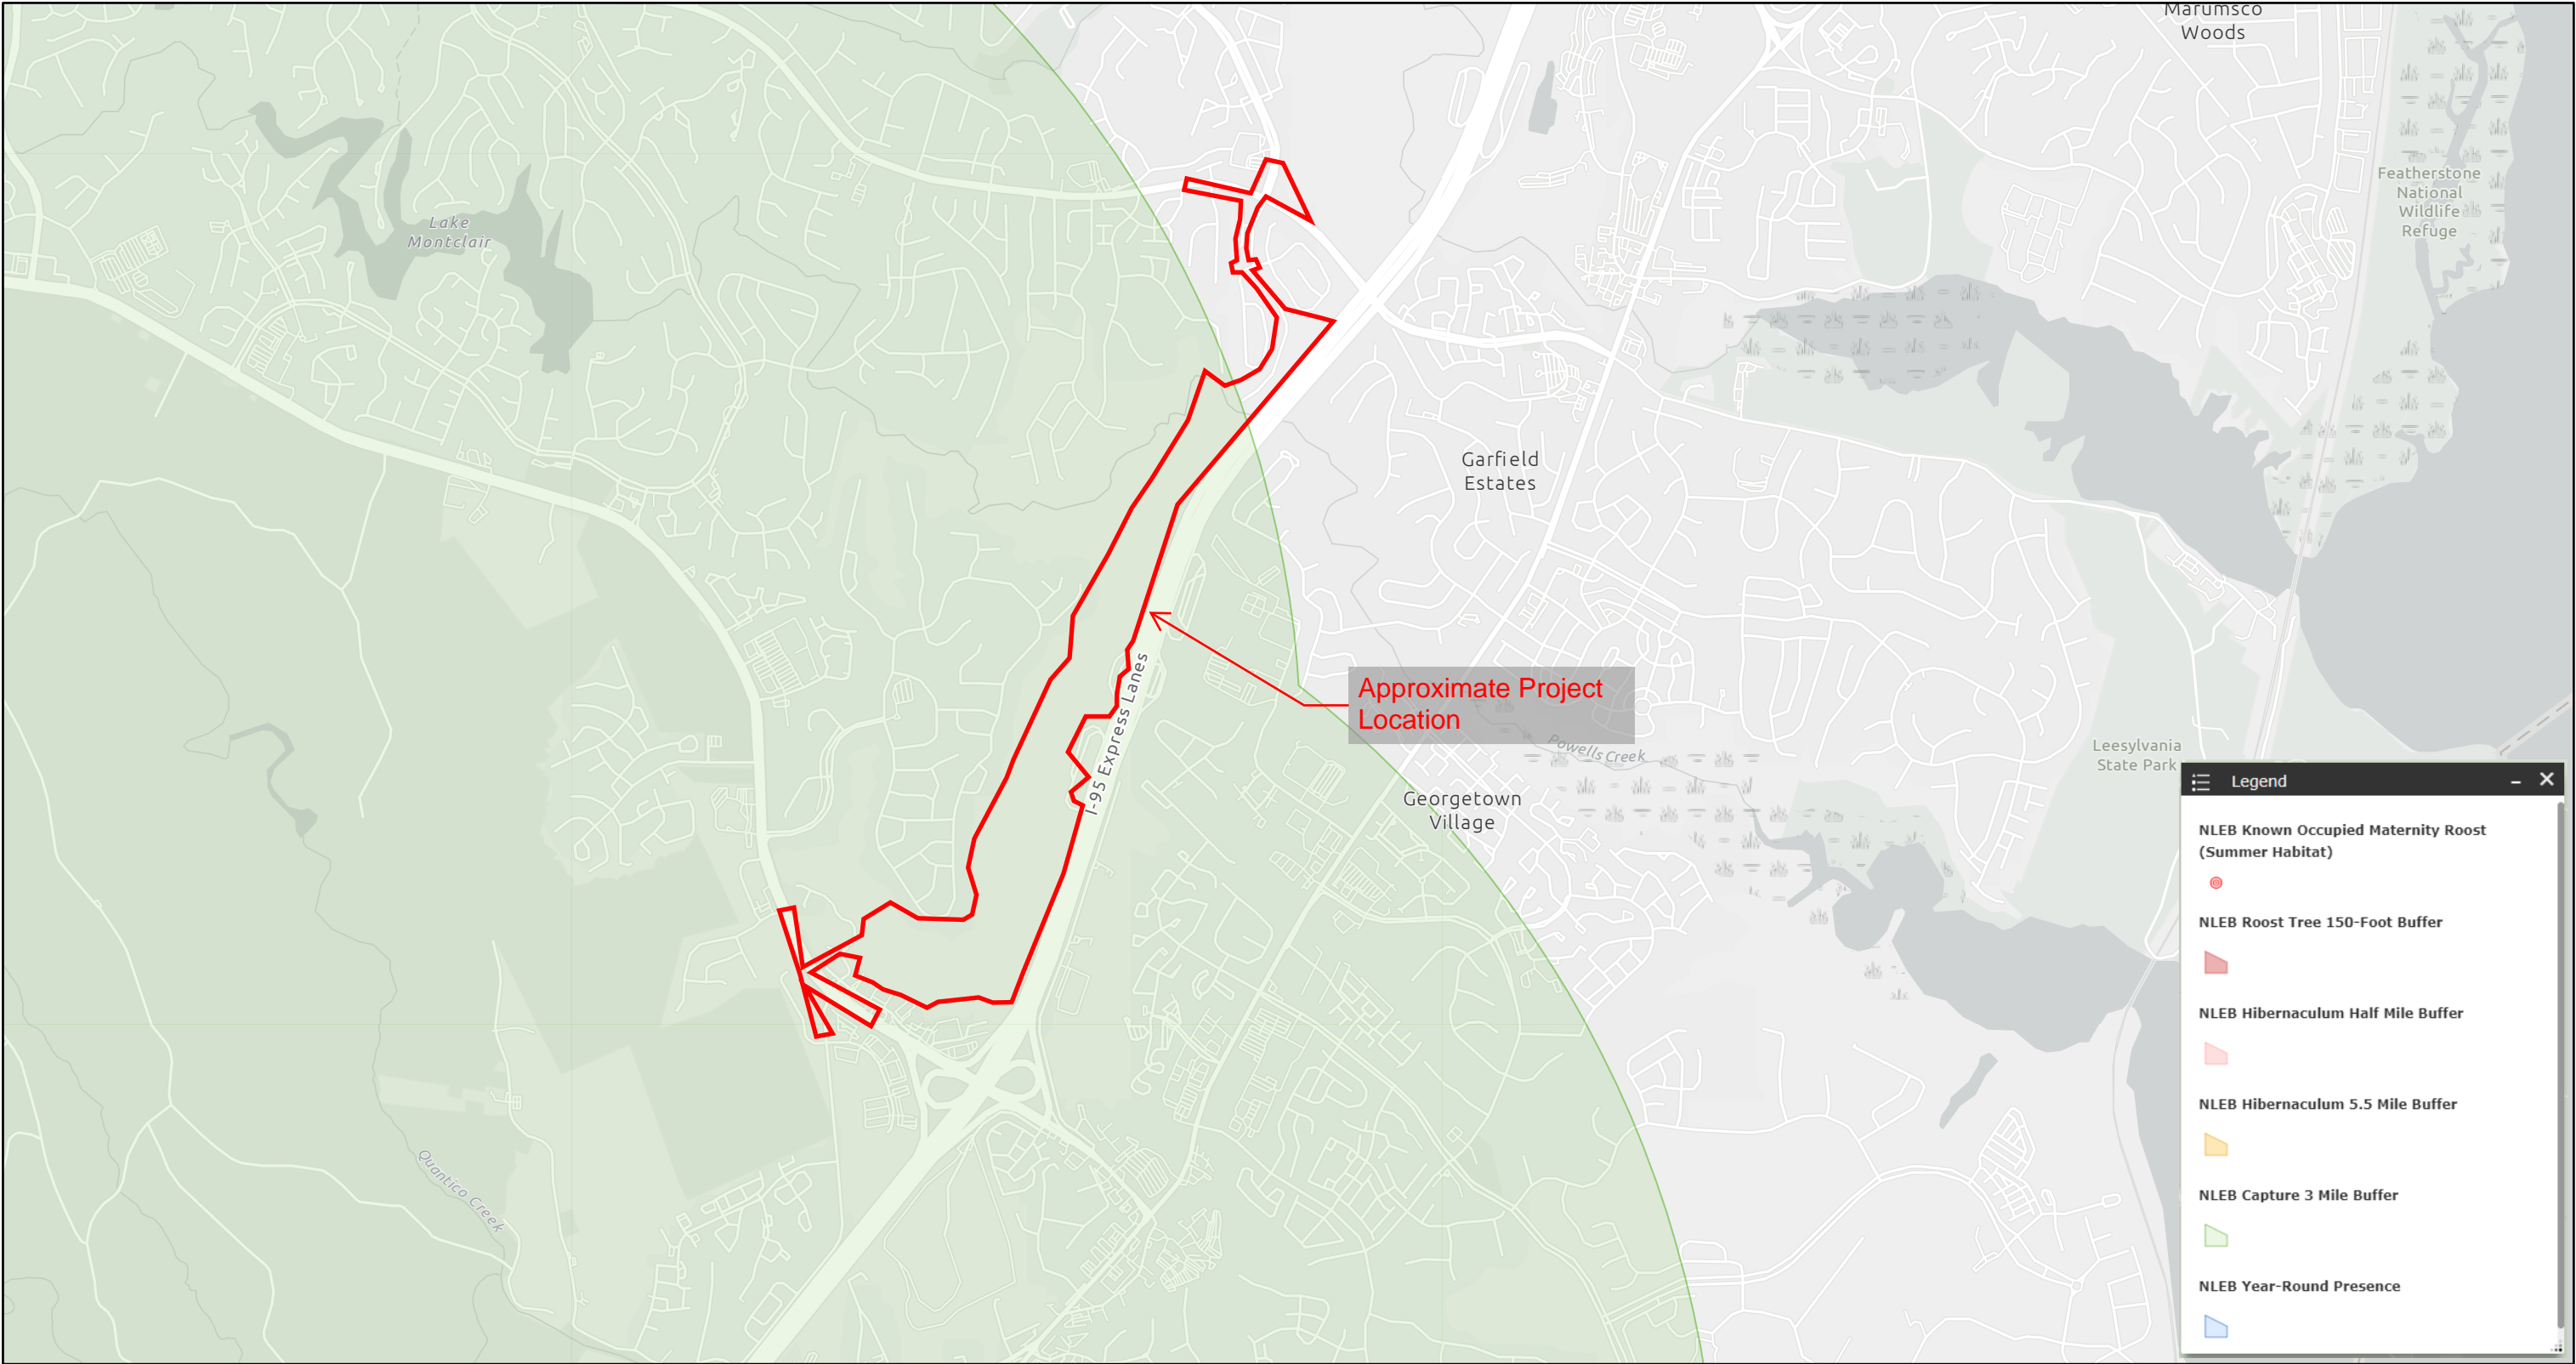 Marumsco
Woods
Featherstone
National
Wildlife
Refuge
Lake
Montclair
Garfield
Estates
I-95 Express Lanes
Approximate Project
Location
Powells Creek
Georgetown
Village
Leesylvania
State Park
Quantico Creek
Legend
NLEB Known Occupied Maternity Roost
(Summer Habitat)
NLEB Roost Tree 150-Foot Buffer
NLEB Hibernaculum Half Mile Buffer
NLEB Hibernaculum 5.5 Mile Buffer
NLEB Capture 3 Mile Buffer
NLEB Year-Round Presence